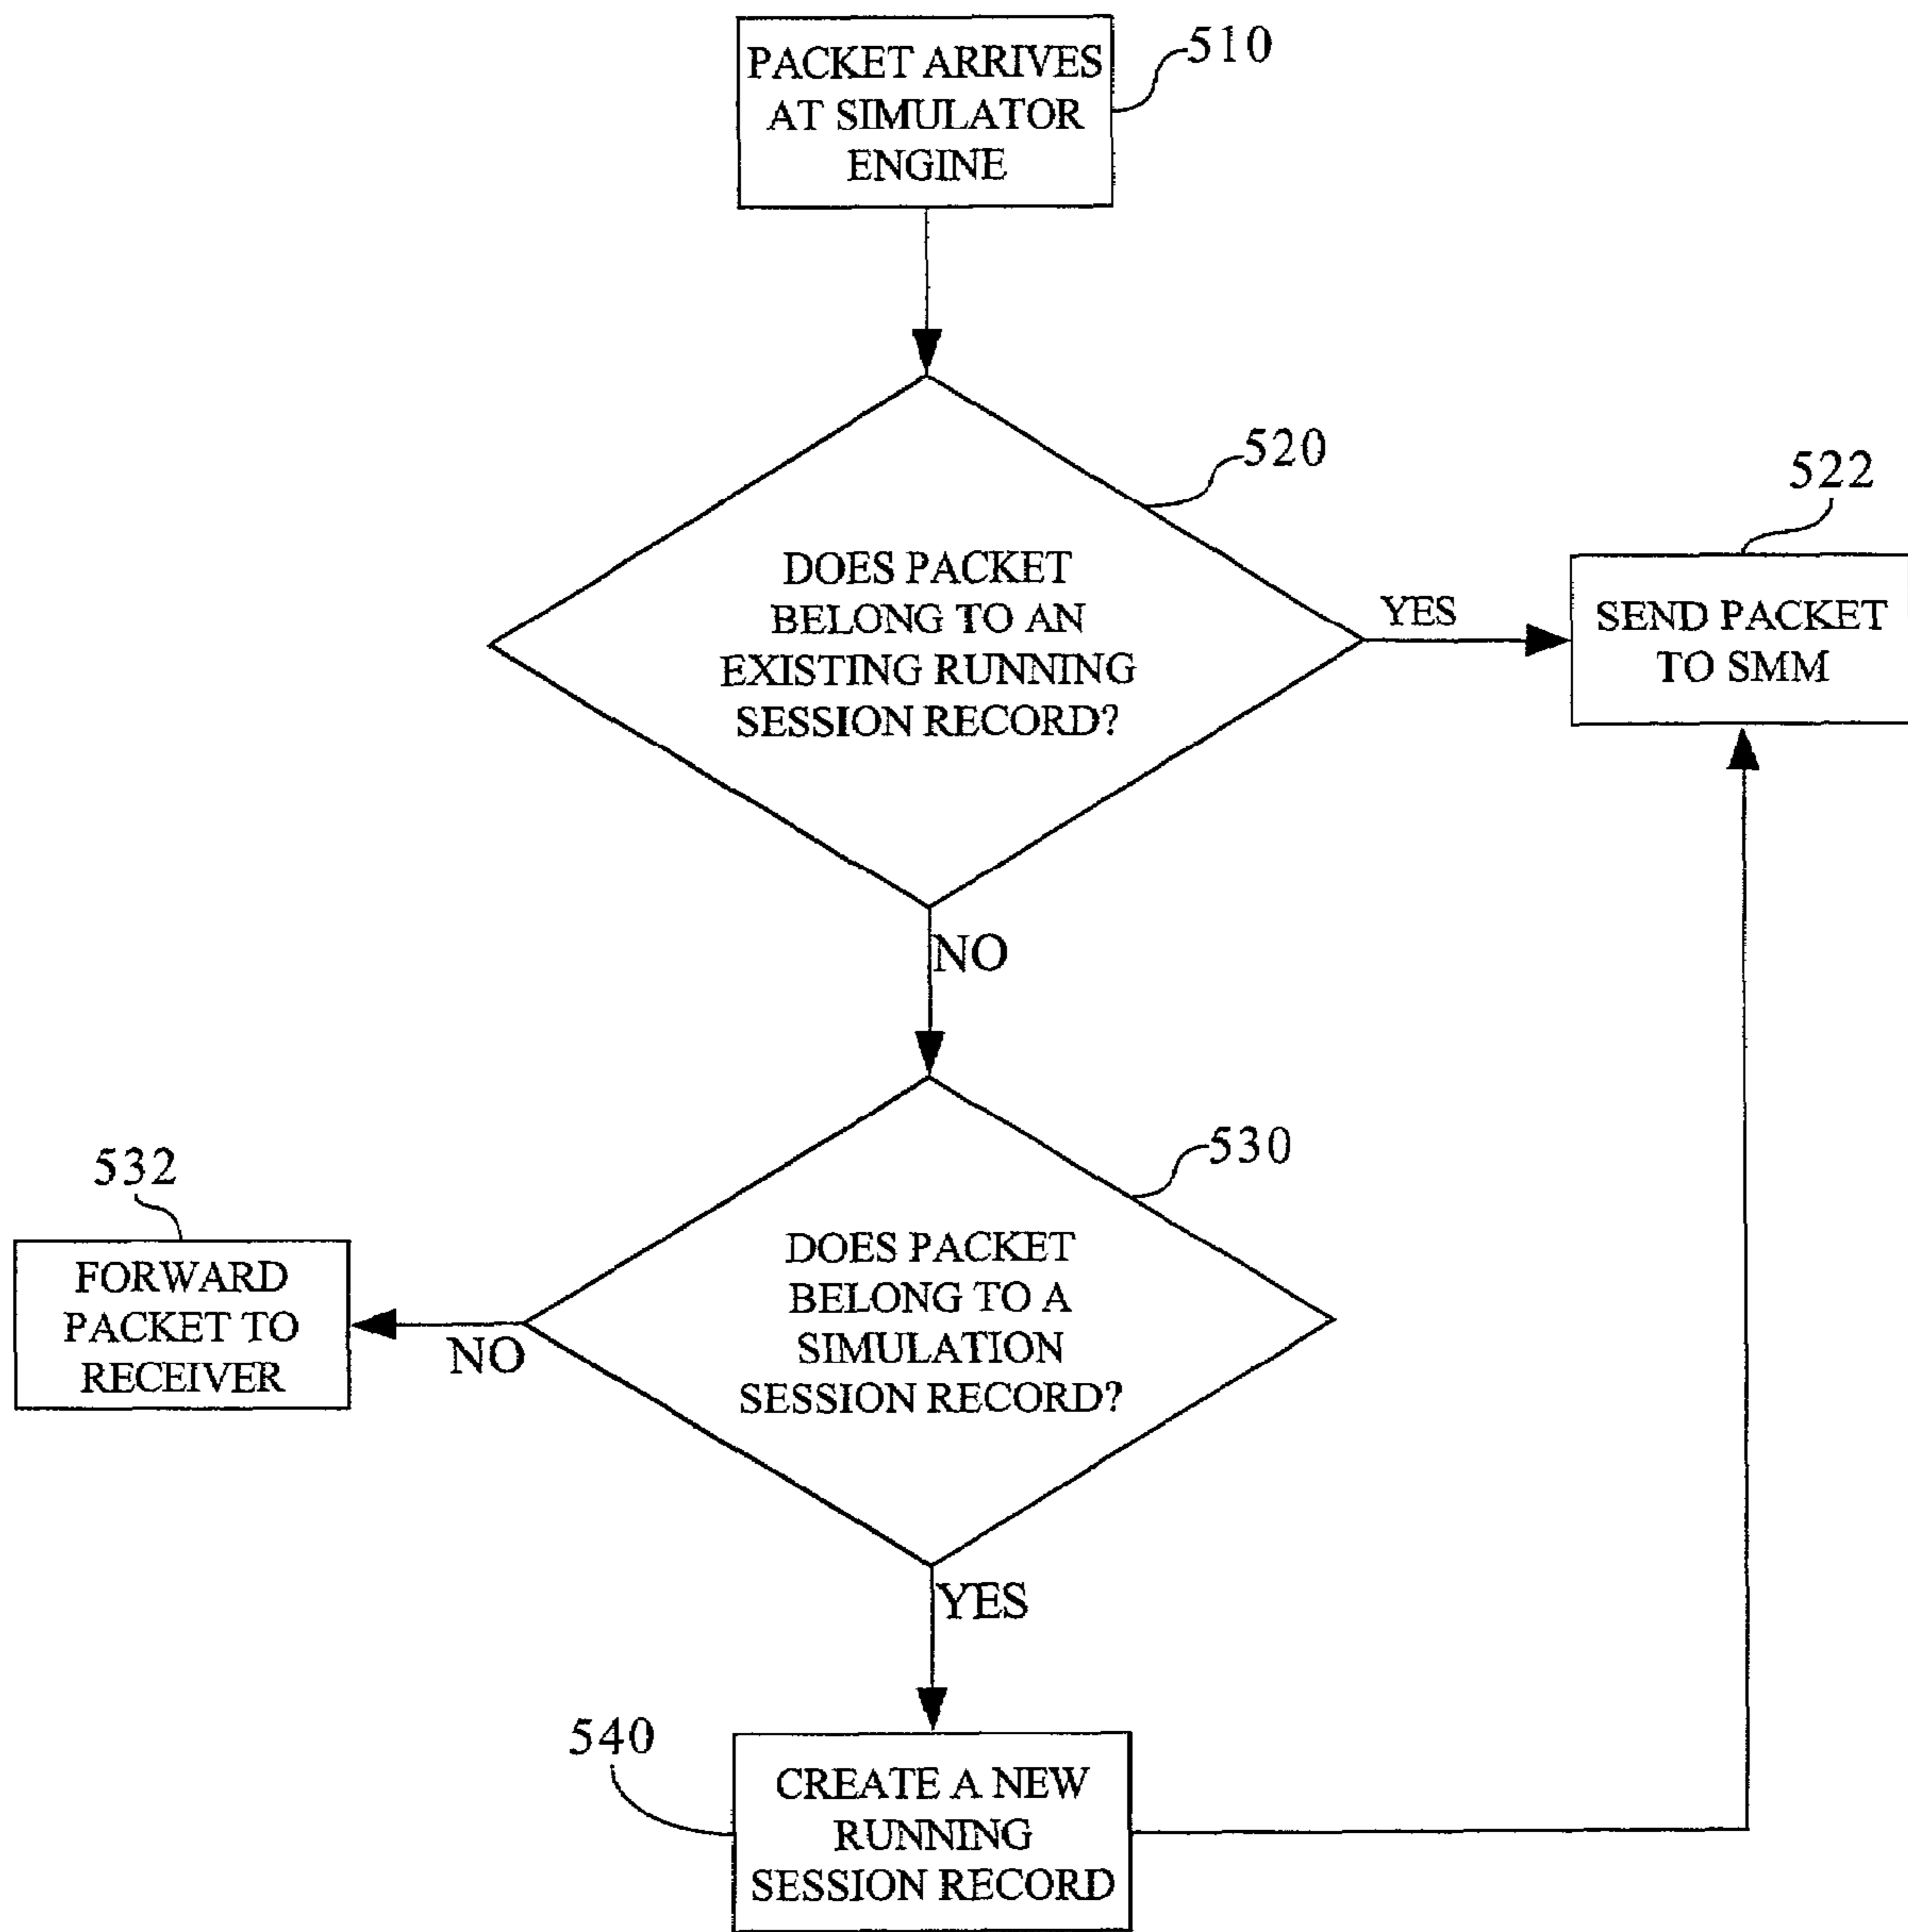 PACKET ARRIVES
AT SIMULATOR
ENGINE
510
DOES PACKET
BELONG TO AN
EXISTING RUNNING
SESSION RECORD?
520
YES
522
SEND PACKET
TO SMM
NO
DOES PACKET
BELONG TO A
SIMULATION
SESSION RECORD?
530
532
FORWARD
PACKET TO
RECEIVER
NO
YES
540
CREATE A NEW
RUNNING
SESSION RECORD